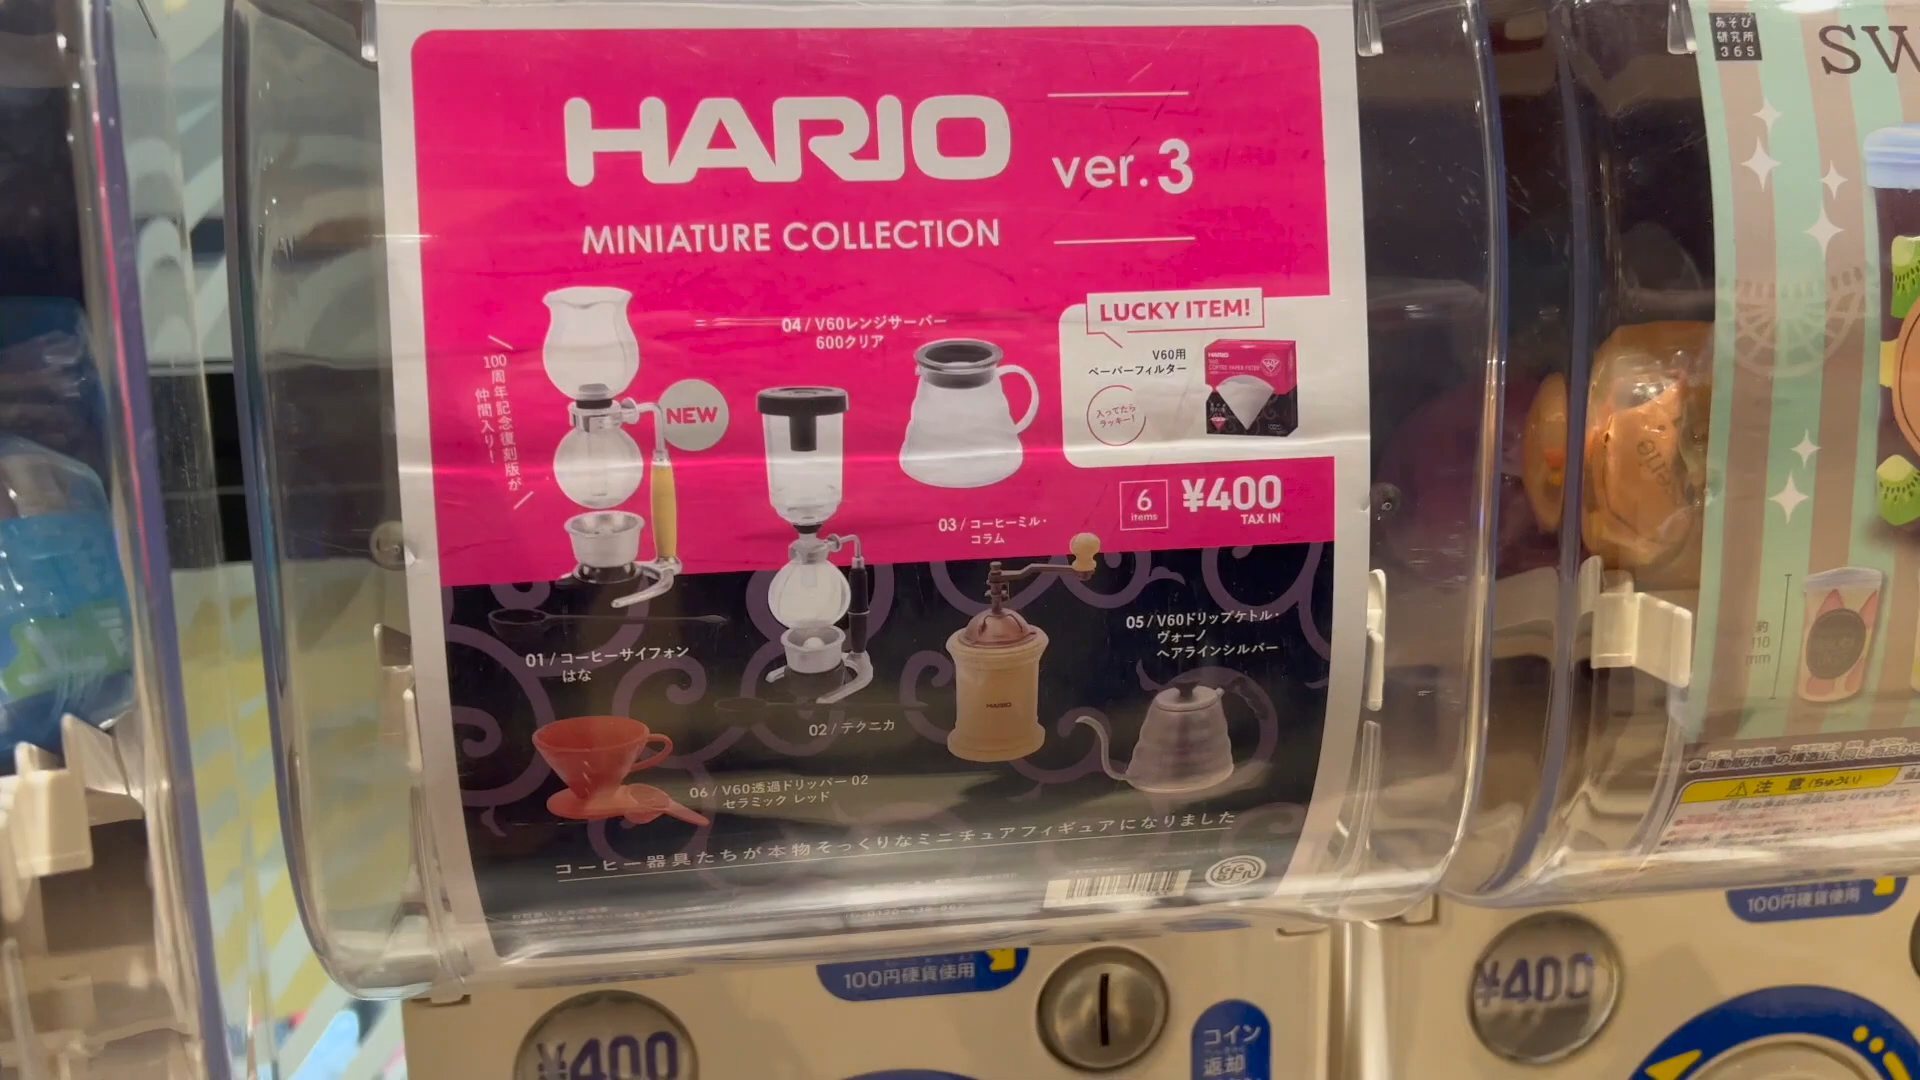 HARIO
ver.3
MINIATURE COLLECTION
100周年記念復刻版が
仲間入り!
NEW
04/V60レンジサーバー
600クリア
LUCKY ITEM!
V60用
ペーパーフィルター
入ってたら
ラッキー!
HARIO
6
items
¥400
TAX IN
03/コーヒーミル・
コラム
01/コーヒーサイフォン
はな
02/テクニカ
HARIO
05/V60ドリップケトル・
ヴォーノ
ヘアラインシルバー
06/V60透過ドリッパー 02
セラミック レッド
コーヒー器具たちが本物そっくりなミニチュアフィギュアになりました
100円硬貨使用
¥400
コイン
返却
あそび
研究所
365
SW
約
110
mm
注意(ちゅうい)
100円硬貨使用
¥400